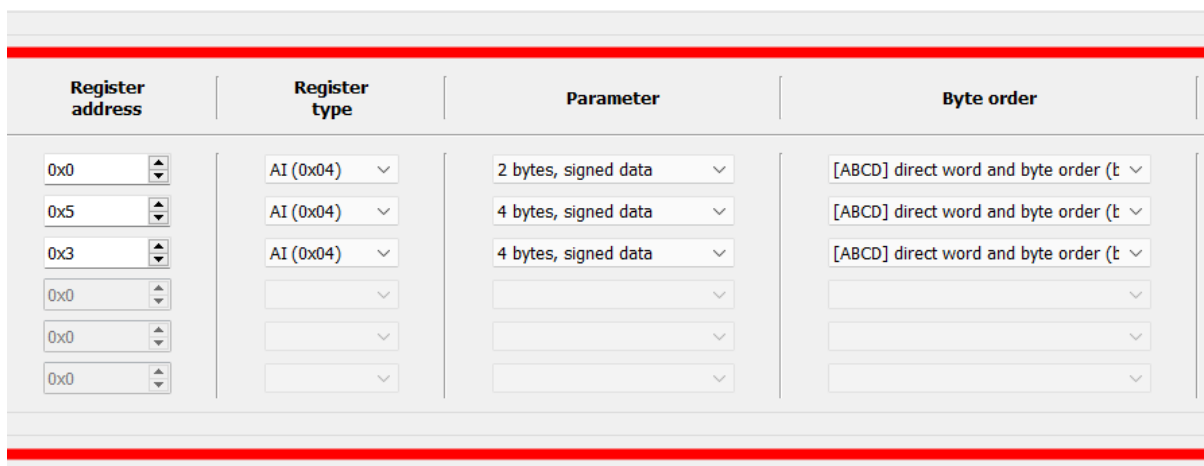 Register address
Register type
Parameter
Byte order
0x0 AI (0x04) 2 bytes, signed data [ABCD] direct word and byte order (
0x5 AI (0x04) 4 bytes, signed data [ABCD] direct word and byte order (
0x3 AI (0x04) 4 bytes, signed data [ABCD] direct word and byte order (
0x0
0x0
0x0